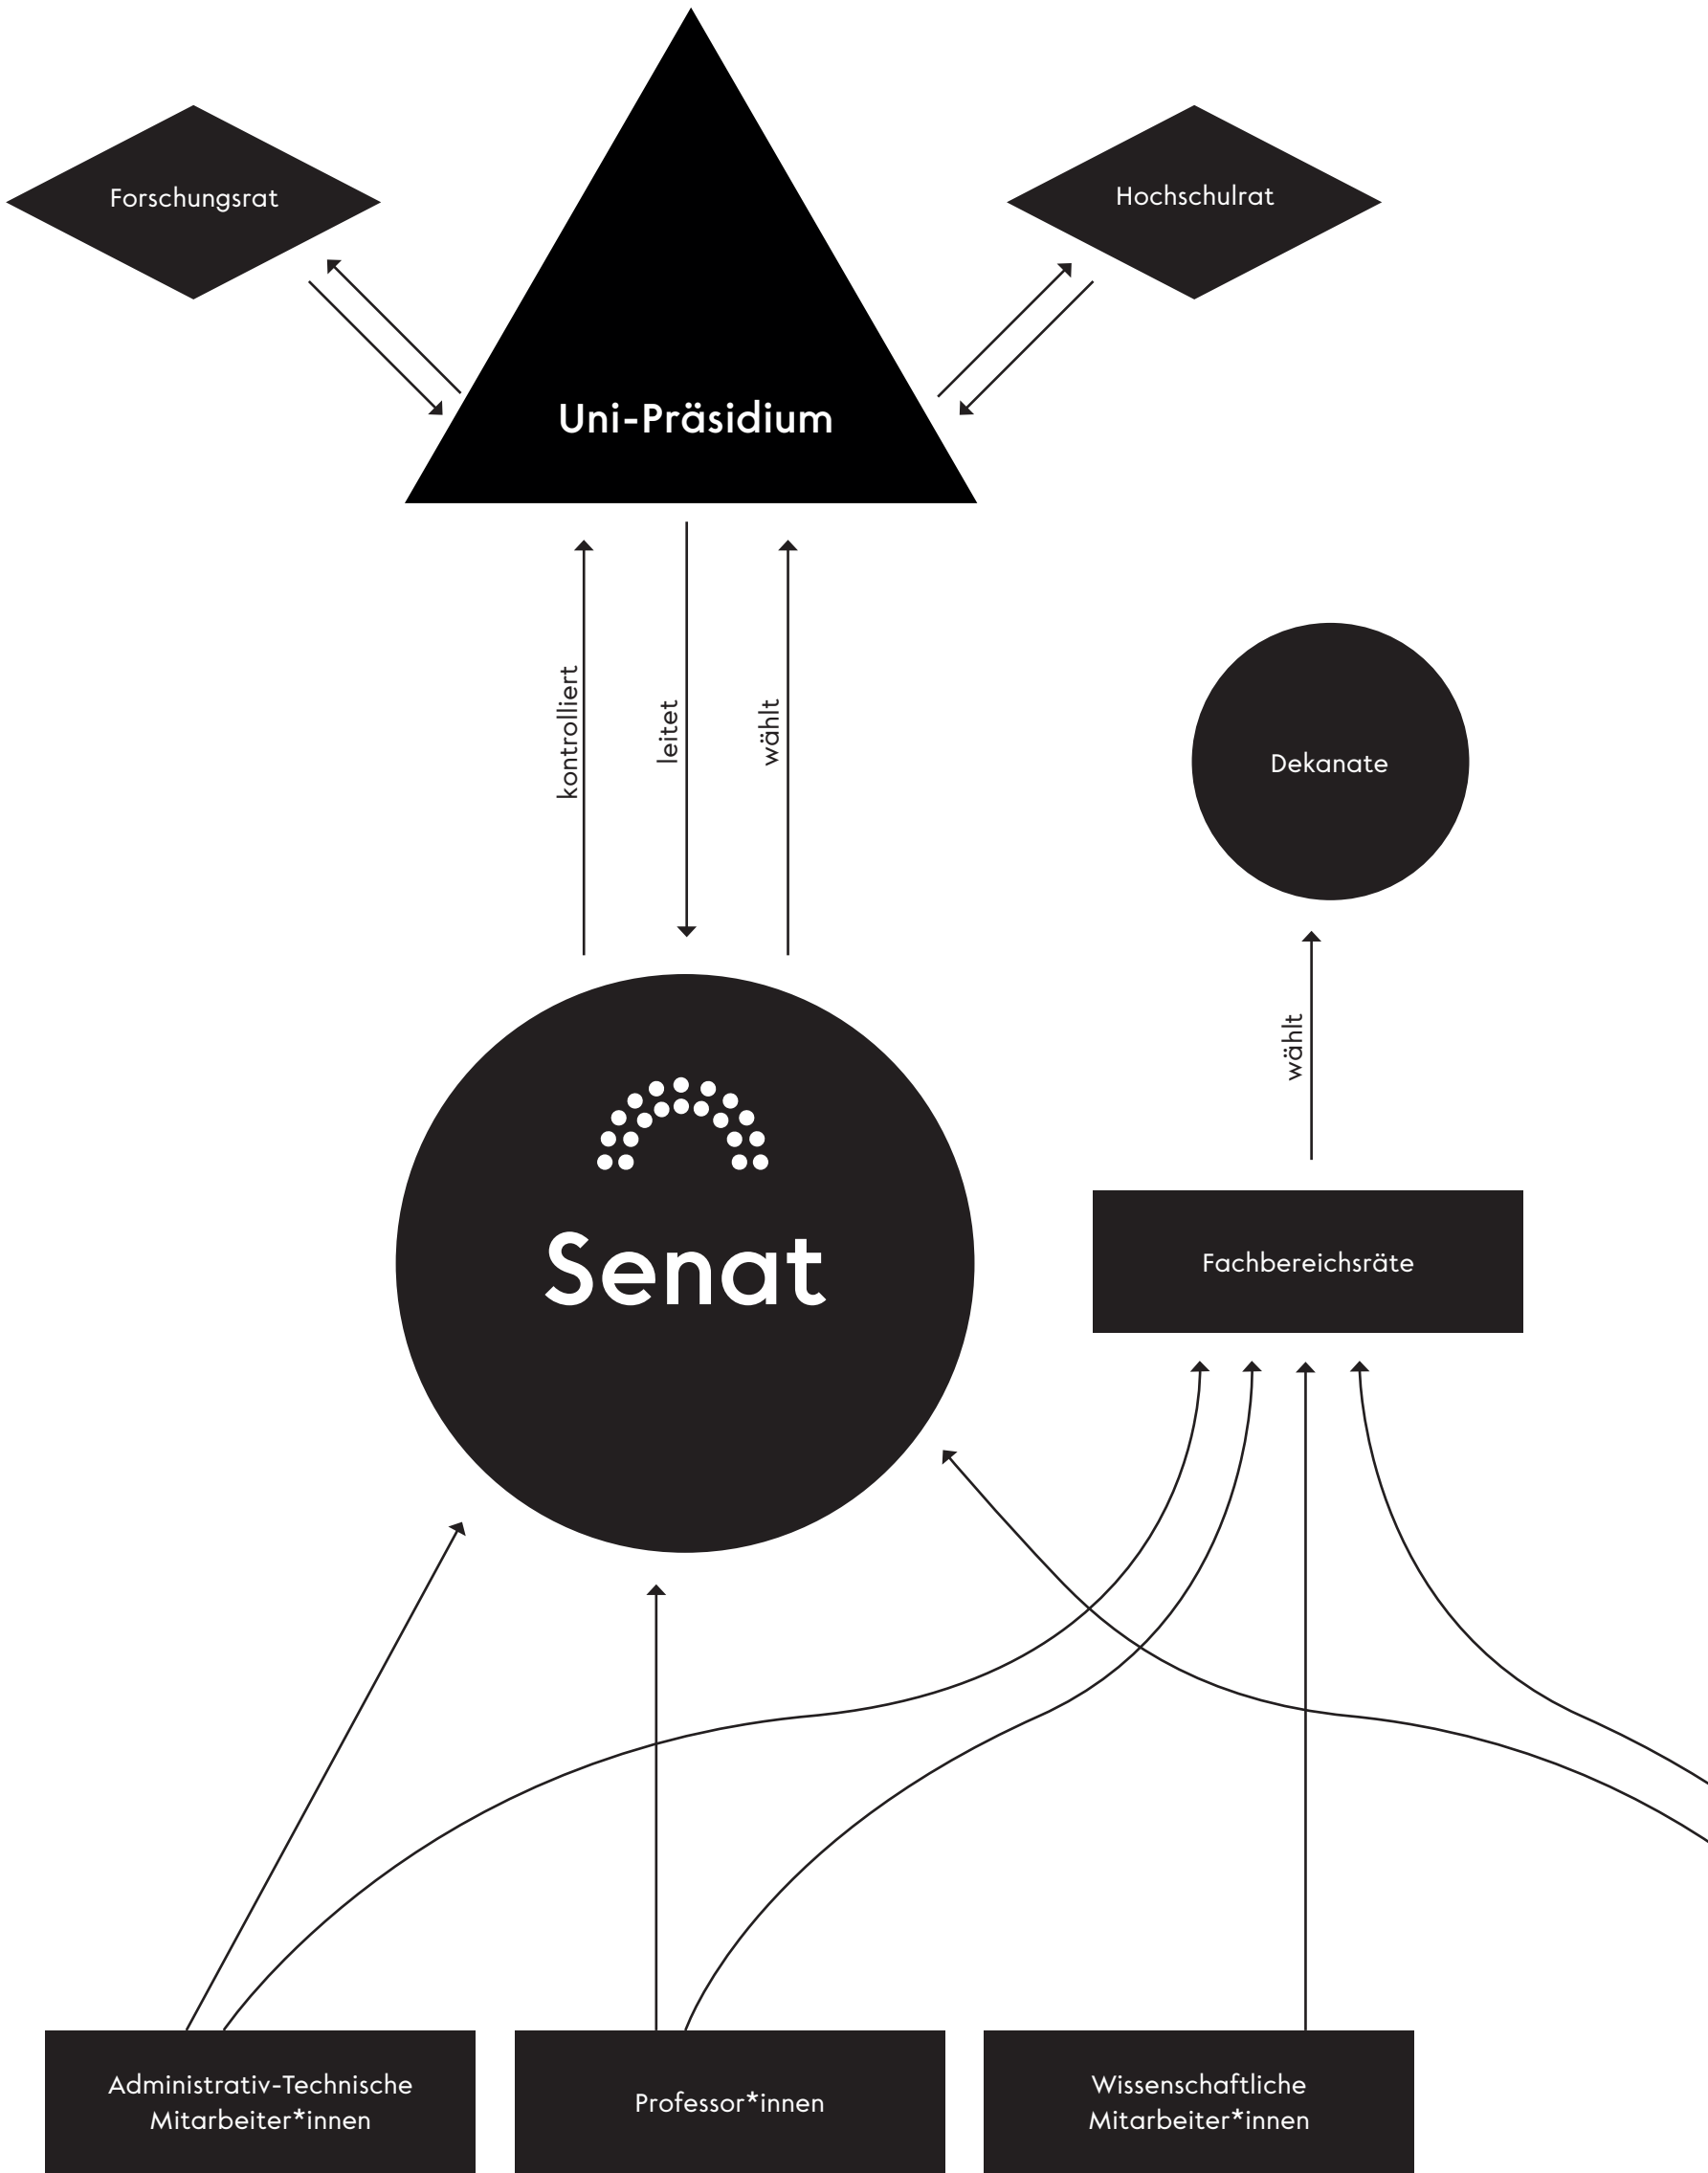 Forschungsrat
Hochschulrat
Uni-Präsidium
kontrolliert
leitet
wählt
Dekanate
wählt
Senat
Fachbereichsräte
Administrativ-Technische
Mitarbeiter*innen
Professor*innen
Wissenschaftliche
Mitarbeiter*innen